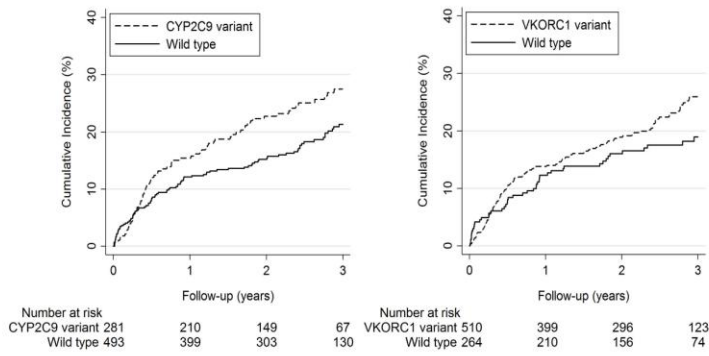 CYP2C9 variant
Wild type
Cumulative Incidence (%)
40
30
20
10
0
0 1 2 3
Follow-up (years)
Number at risk
CYP2C9 variant 281 210 149 67
Wild type 493 399 303 130
VKORC1 variant
Wild type
Cumulative Incidence (%)
40
30
20
10
0
0 1 2 3
Follow-up (years)
Number at risk
VKORC1 variant 510 399 296 123
Wild type 264 210 156 74